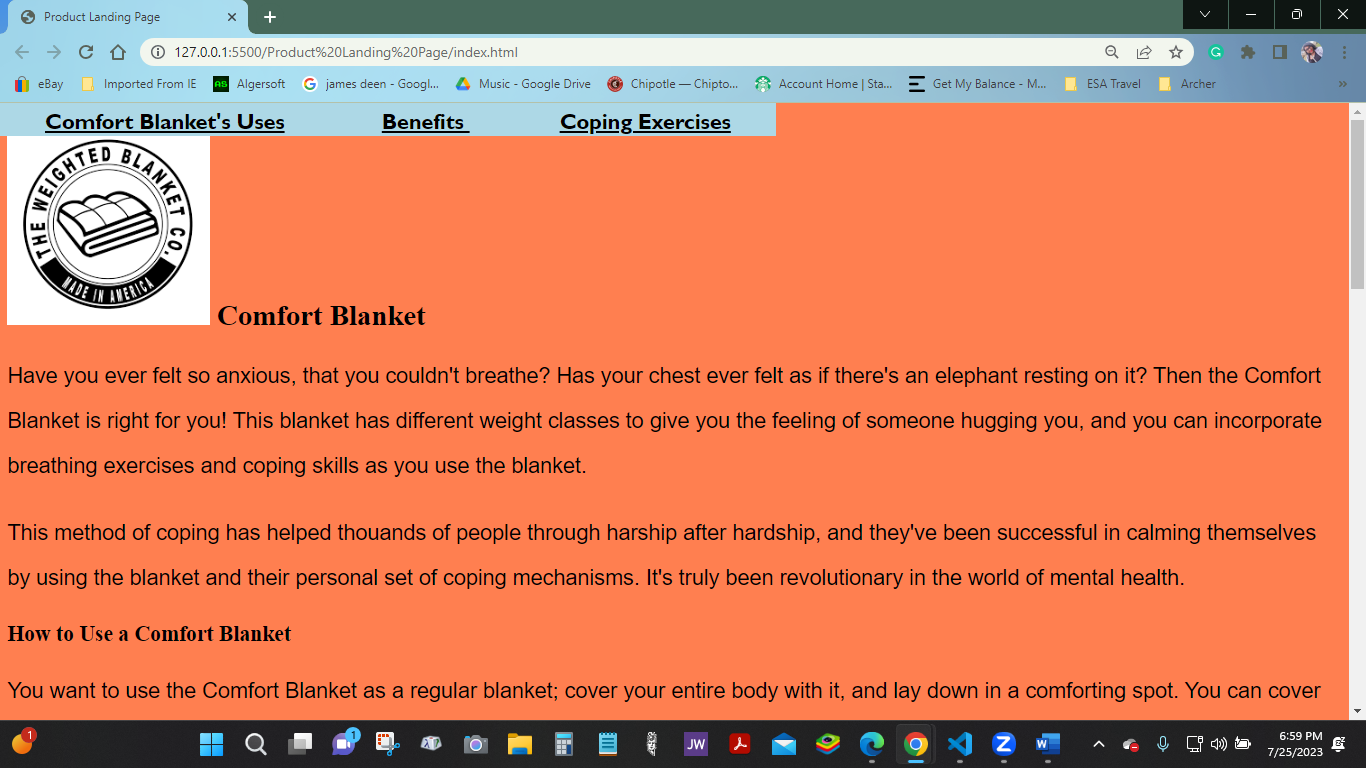 Product Landing Page
127.0.0.1:5500/Product%20Landing%20Page/index.html
eBay Imported From IE Algersoft james deen - Googl... Music - Google Drive Chipotle — Chipto... Account Home | Sta... Get My Balance - M... ESA Travel Archer »
Comfort Blanket's Uses Benefits Coping Exercises
THE WEIGHTED BLANKET CO.
MADE IN AMERICA
Comfort Blanket
Have you ever felt so anxious, that you couldn't breathe? Has your chest ever felt as if there's an elephant resting on it? Then the Comfort
Blanket is right for you! This blanket has different weight classes to give you the feeling of someone hugging you, and you can incorporate
breathing exercises and coping skills as you use the blanket.
This method of coping has helped thouands of people through harship after hardship, and they've been successful in calming themselves
by using the blanket and their personal set of coping mechanisms. It's truly been revolutionary in the world of mental health.
How to Use a Comfort Blanket
You want to use the Comfort Blanket as a regular blanket; cover your entire body with it, and lay down in a comforting spot. You can cover
1
1
JW
6:59 PM
7/25/2023